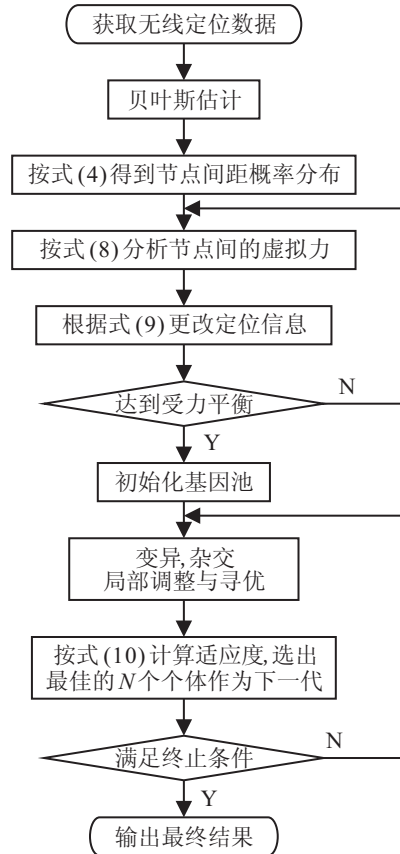 获取无线定位数据
贝叶斯估计
按式(4)得到节点间距概率分布
按式(8)分析节点间的虚拟力
根据式(9)更改定位信息
达到受力平衡
N
Y
初始化基因池
变异,杂交
局部调整与寻优
按式(10)计算适应度,选出
最佳的N个个体作为下一代
满足终止条件
N
Y
输出最终结果